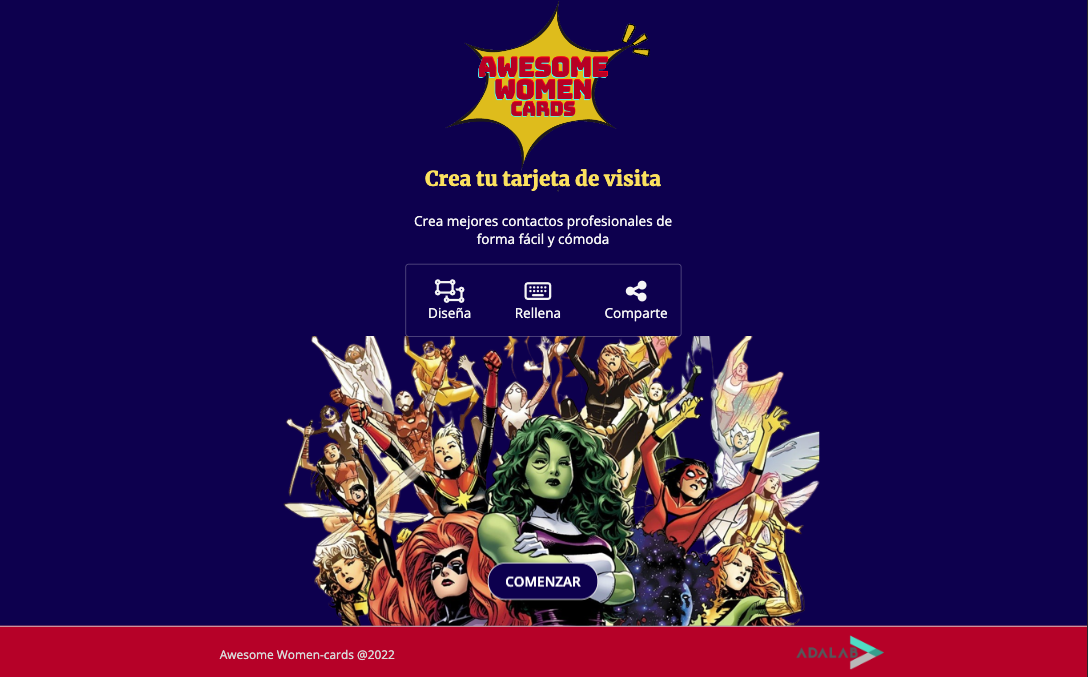 AWESOME
WOMEN
CARDS
Crea tu tarjeta de visita
Crea mejores contactos profesionales de
forma fácil y cómoda
Diseña Rellena Comparte
COMENZAR
Awesome Women-cards @2022
ADALAB